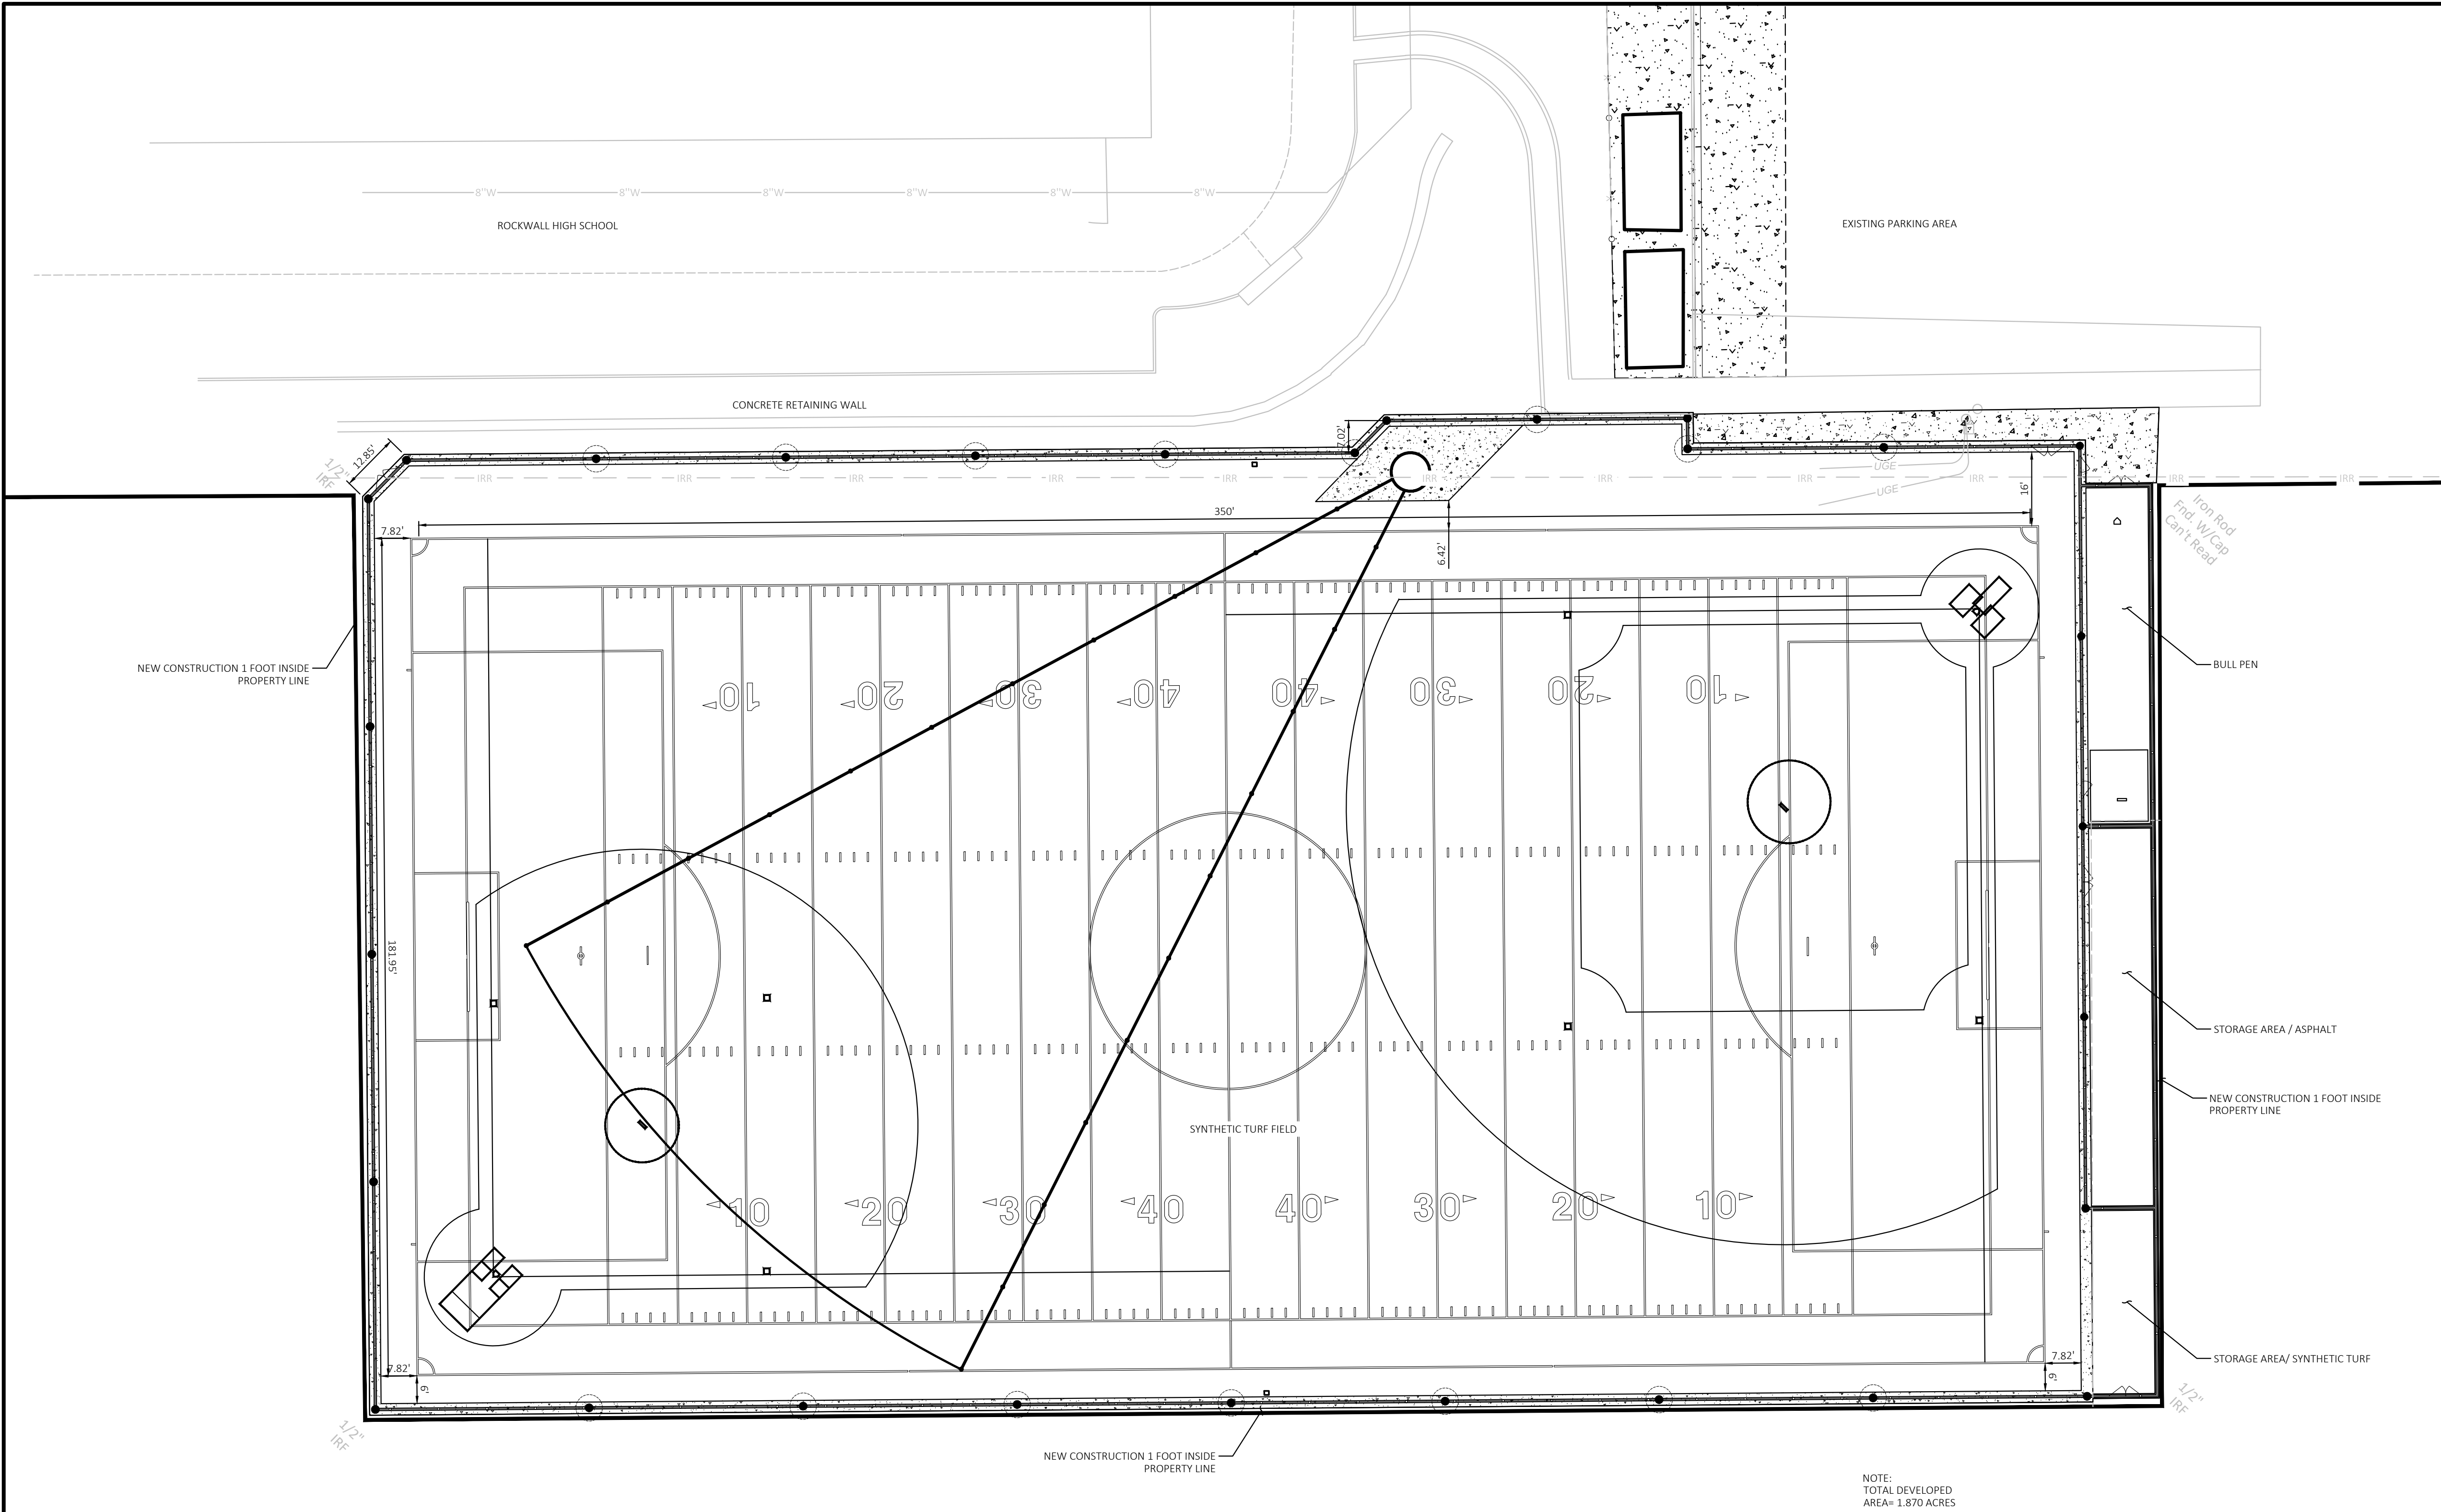 8"W 8"W 8"W 8"W 8"W 8"W
ROCKWALL HIGH SCHOOL
EXISTING PARKING AREA
CONCRETE RETAINING WALL
12.85'
7.02'
1/2"
IRF
IRR IRR IRR IRR IRR IRR IRR IRR IRR IRR IRR
UGE
UGE
16'
Iron Rod
Fnd. W/Cap
Can't Read
350'
7.82'
6.42'
NEW CONSTRUCTION 1 FOOT INSIDE
PROPERTY LINE
BULL PEN
10 20 30 40 40 30 20 10
181.95'
STORAGE AREA / ASPHALT
NEW CONSTRUCTION 1 FOOT INSIDE
PROPERTY LINE
SYNTHETIC TURF FIELD
10 20 30 40 40 30 20 10
STORAGE AREA/ SYNTHETIC TURF
7.82'
6'
7.82'
6'
1/2"
IRF
1/2"
IRF
NEW CONSTRUCTION 1 FOOT INSIDE
PROPERTY LINE
NOTE:
TOTAL DEVELOPED
AREA= 1.870 ACRES